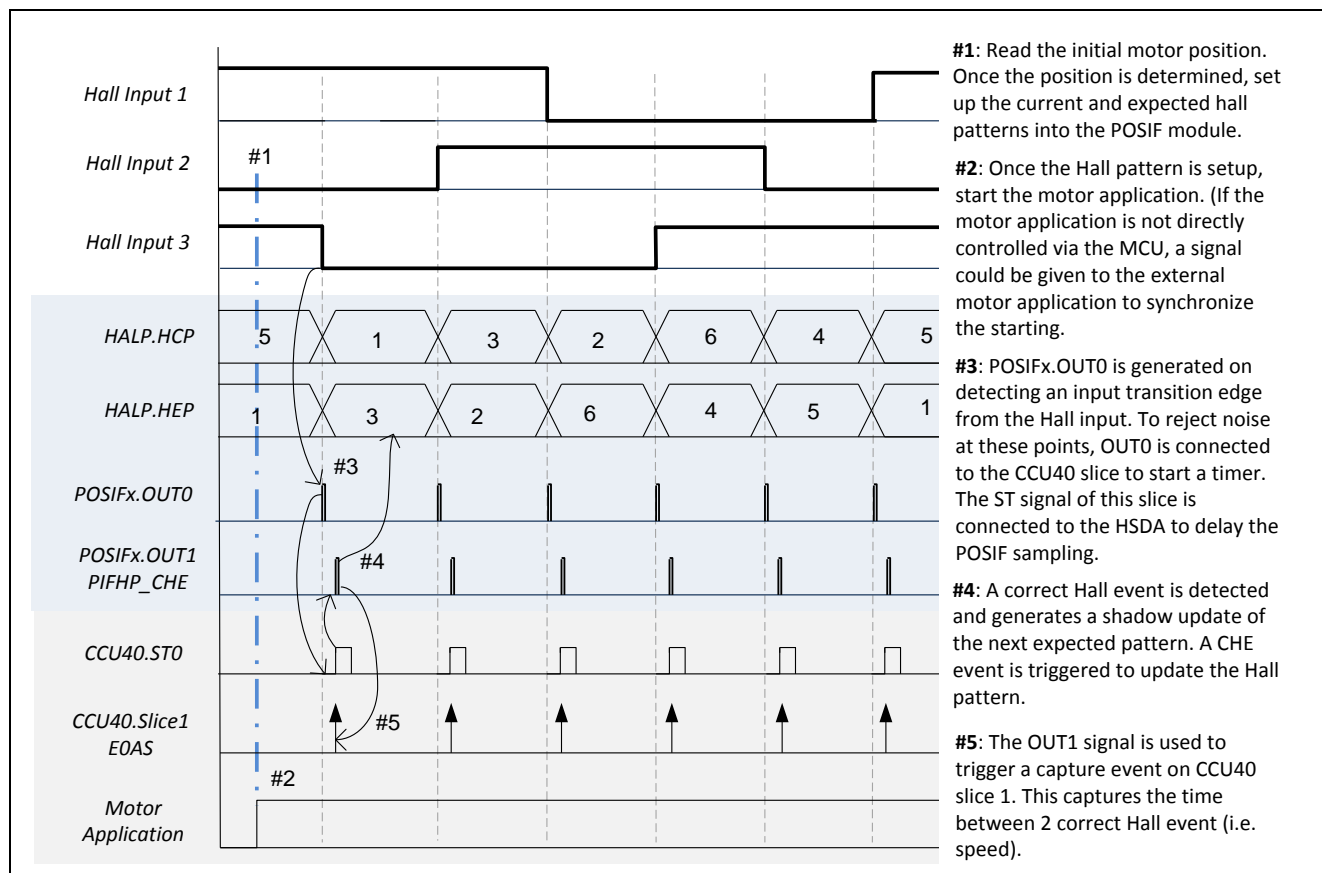 Hall Input 1
Hall Input 2
#1
Hall Input 3
HALP.HCP
5
1
3
2
6
4
5
HALP.HEP
1
3
2
6
4
5
1
#3
POSIFx.OUT0
POSIFx.OUT1
PIFHP_CHE
#4
CCU40.ST0
CCU40.Slice1
E0AS
#5
#2
Motor
Application
#1: Read the initial motor position.
Once the position is determined, set
up the current and expected hall
patterns into the POSIF module.
#2: Once the Hall pattern is setup,
start the motor application. (If the
motor application is not directly
controlled via the MCU, a signal
could be given to the external
motor application to synchronize
the starting.
#3: POSIFx.OUT0 is generated on
detecting an input transition edge
from the Hall input. To reject noise
at these points, OUT0 is connected
to the CCU40 slice to start a timer.
The ST signal of this slice is
connected to the HSDA to delay the
POSIF sampling.
#4: A correct Hall event is detected
and generates a shadow update of
the next expected pattern. A CHE
event is triggered to update the Hall
pattern.
#5: The OUT1 signal is used to
trigger a capture event on CCU40
slice 1. This captures the time
between 2 correct Hall event (i.e.
speed).